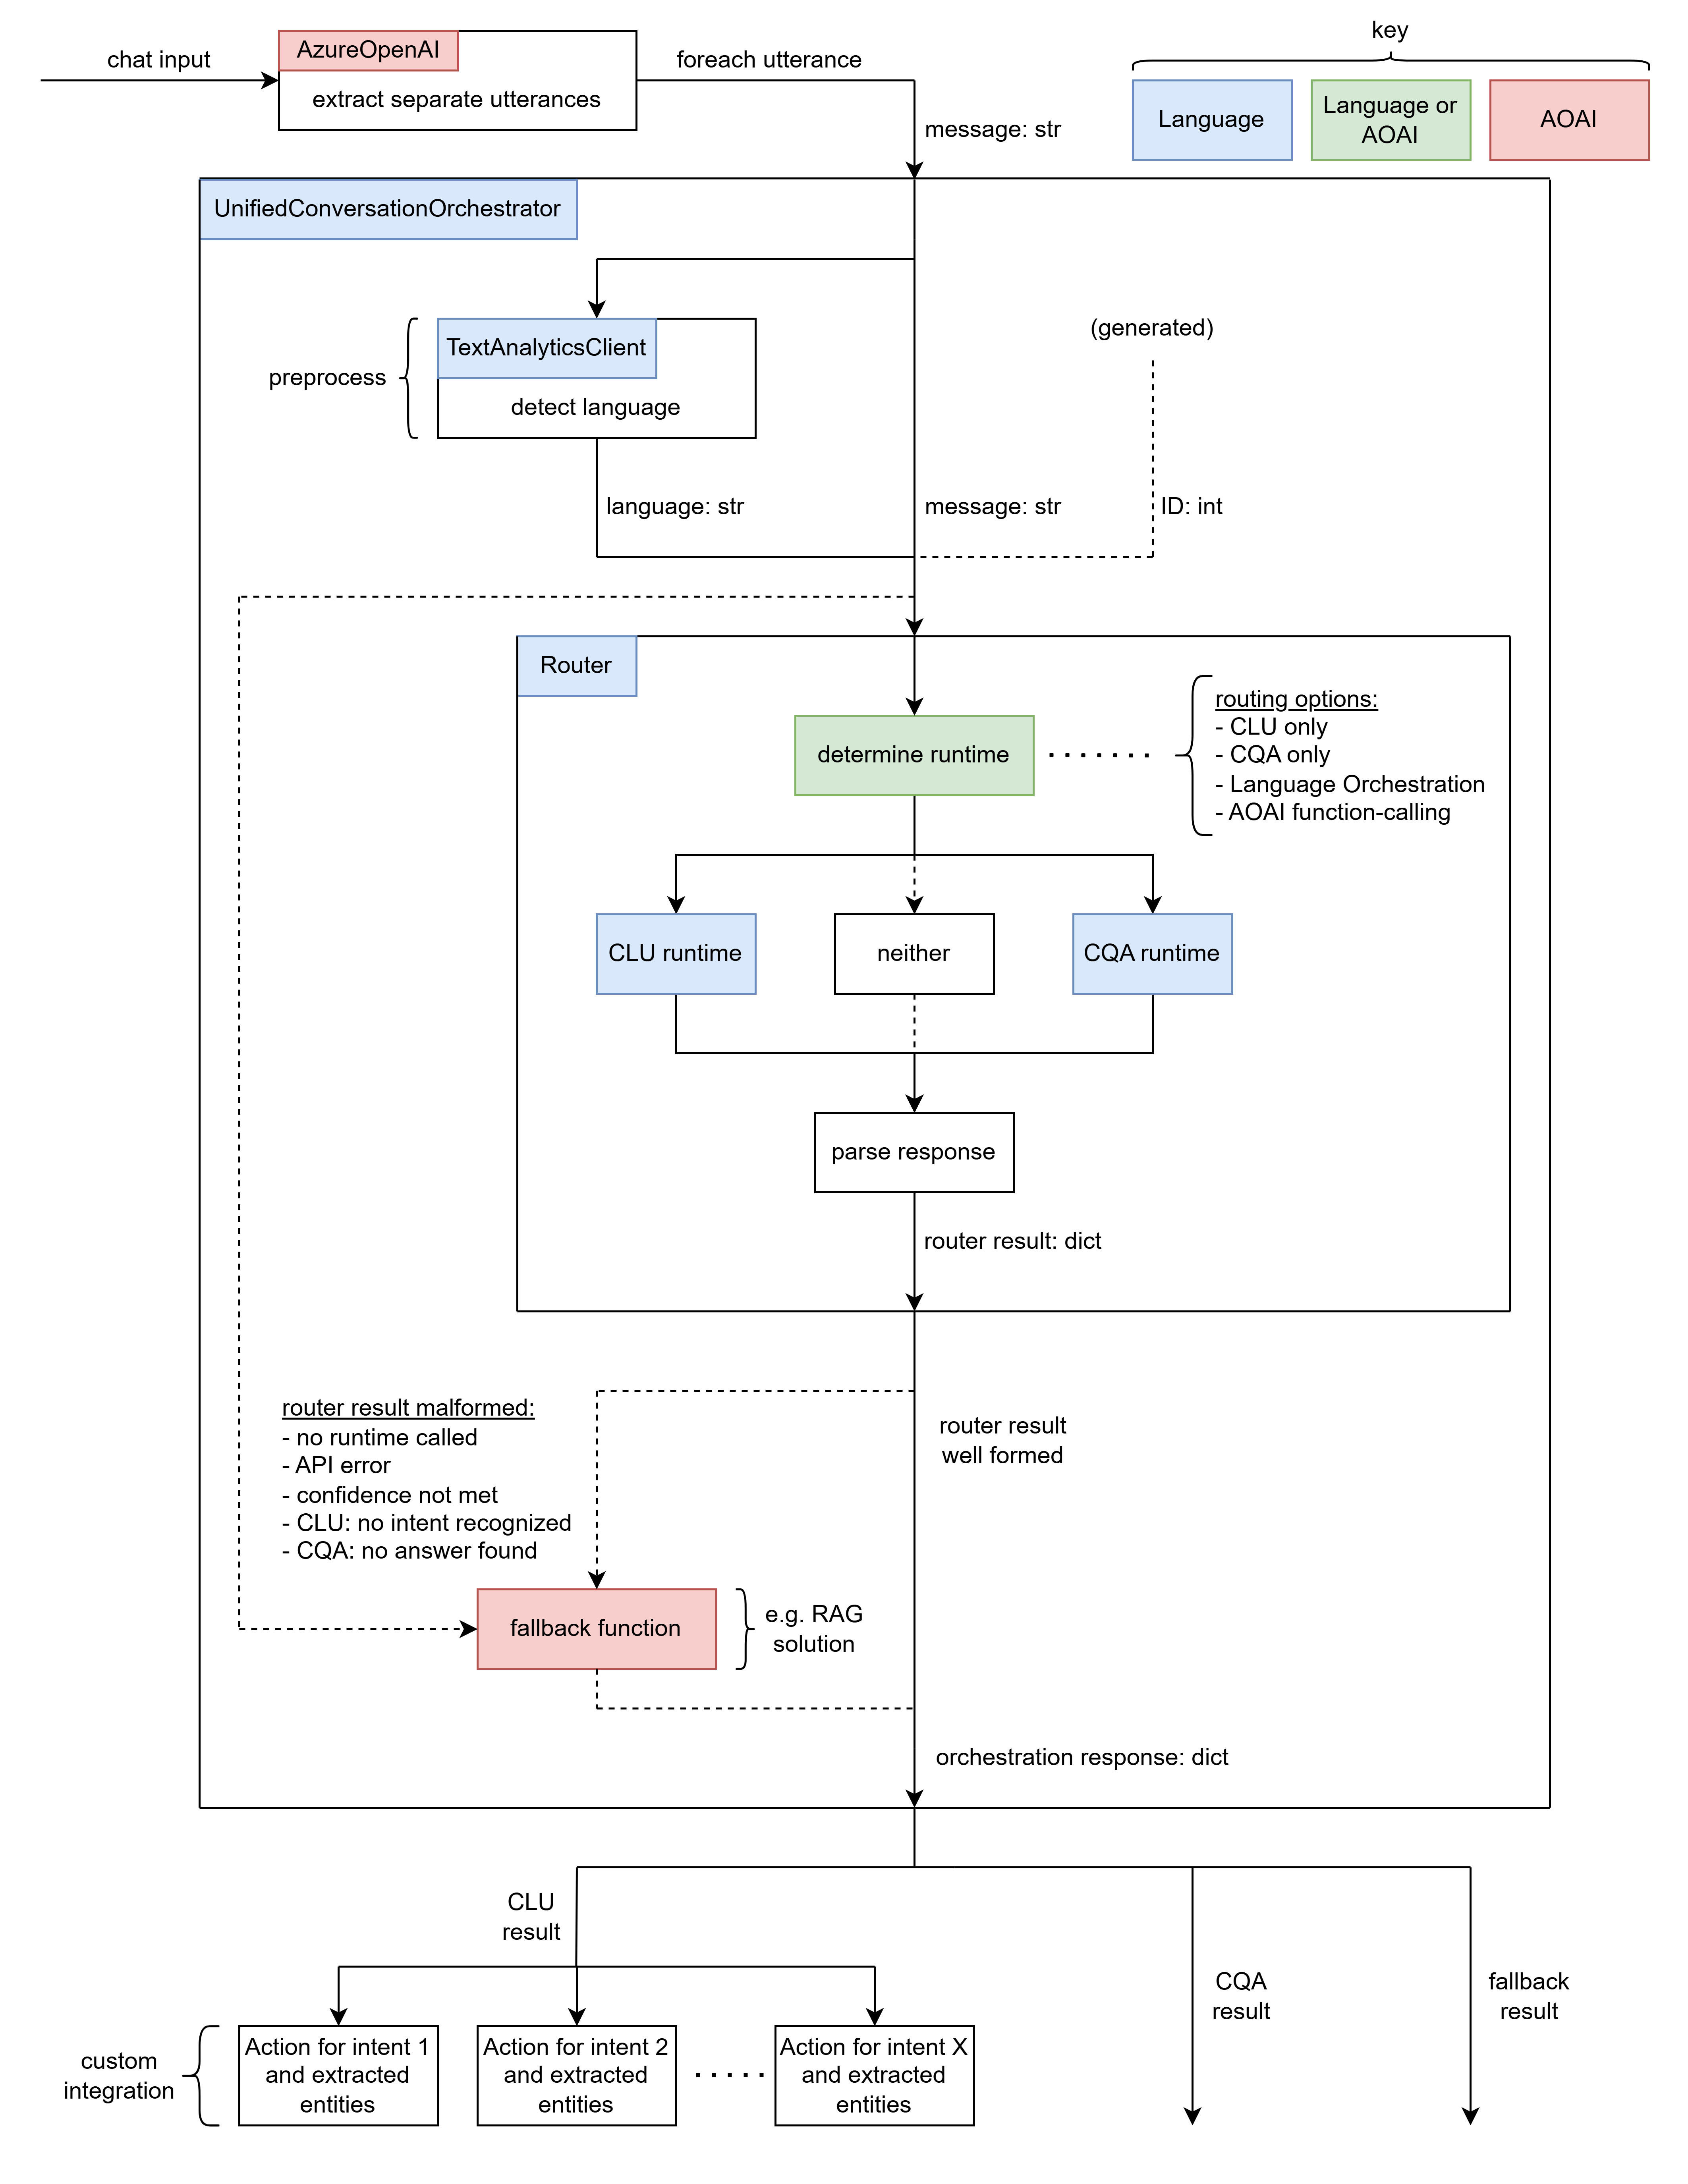 key
AzureOpenAI
chat input
foreach utterance
extract separate utterances
Language
Language or
AOAI
AOAI
message: str
UnifiedConversationOrchestrator
(generated)
TextAnalyticsClient
preprocess
detect language
language: str
message: str
ID: int
Router
routing options:
- CLU only
- CQA only
- Language Orchestration
- AOAI function-calling
determine runtime
CLU runtime
neither
CQA runtime
parse response
router result: dict
router result malformed:
- no runtime called
- API error
- confidence not met
- CLU: no intent recognized
- CQA: no answer found
router result
well formed
fallback function
e.g. RAG
solution
orchestration response: dict
CLU
result
CQA
result
fallback
result
custom
integration
Action for intent 1
and extracted
entities
Action for intent 2
and extracted
entities
Action for intent X
and extracted
entities